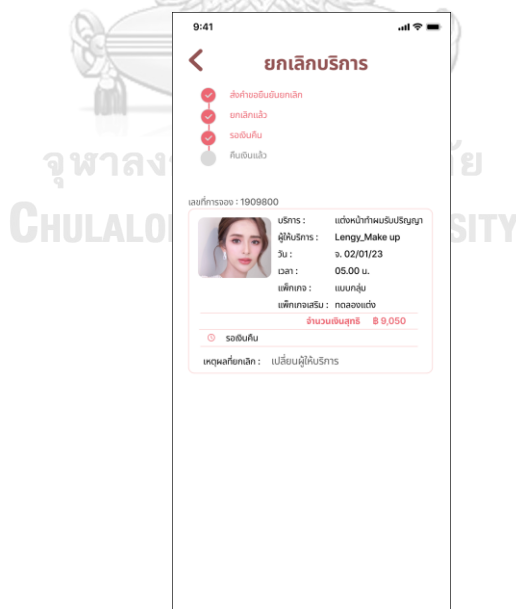 9:41
ยกเลิกบริการ
ส่งคำขอยืนยันยกเลิก
ยกเลิกแล้ว
รอเงินคืน
คืนเงินแล้ว
จุฬาลง
ัย
CHULALO
SITY
เลขที่การจอง : 1909800
บริการ : แต่งหน้าทำผมรับปริญญา
ผู้ให้บริการ : Lengy_Make up
วัน : จ. 02/01/23
เวลา : 05.00 น.
แพ็กเกจ : แบบกลุ่ม
แพ็กเกจเสริม : ทดลองแต่ง
จำนวนเงินสุทธิ ฿ 9,050
รอเงินคืน
เหตุผลที่ยกเลิก : เปลี่ยนผู้ให้บริการ